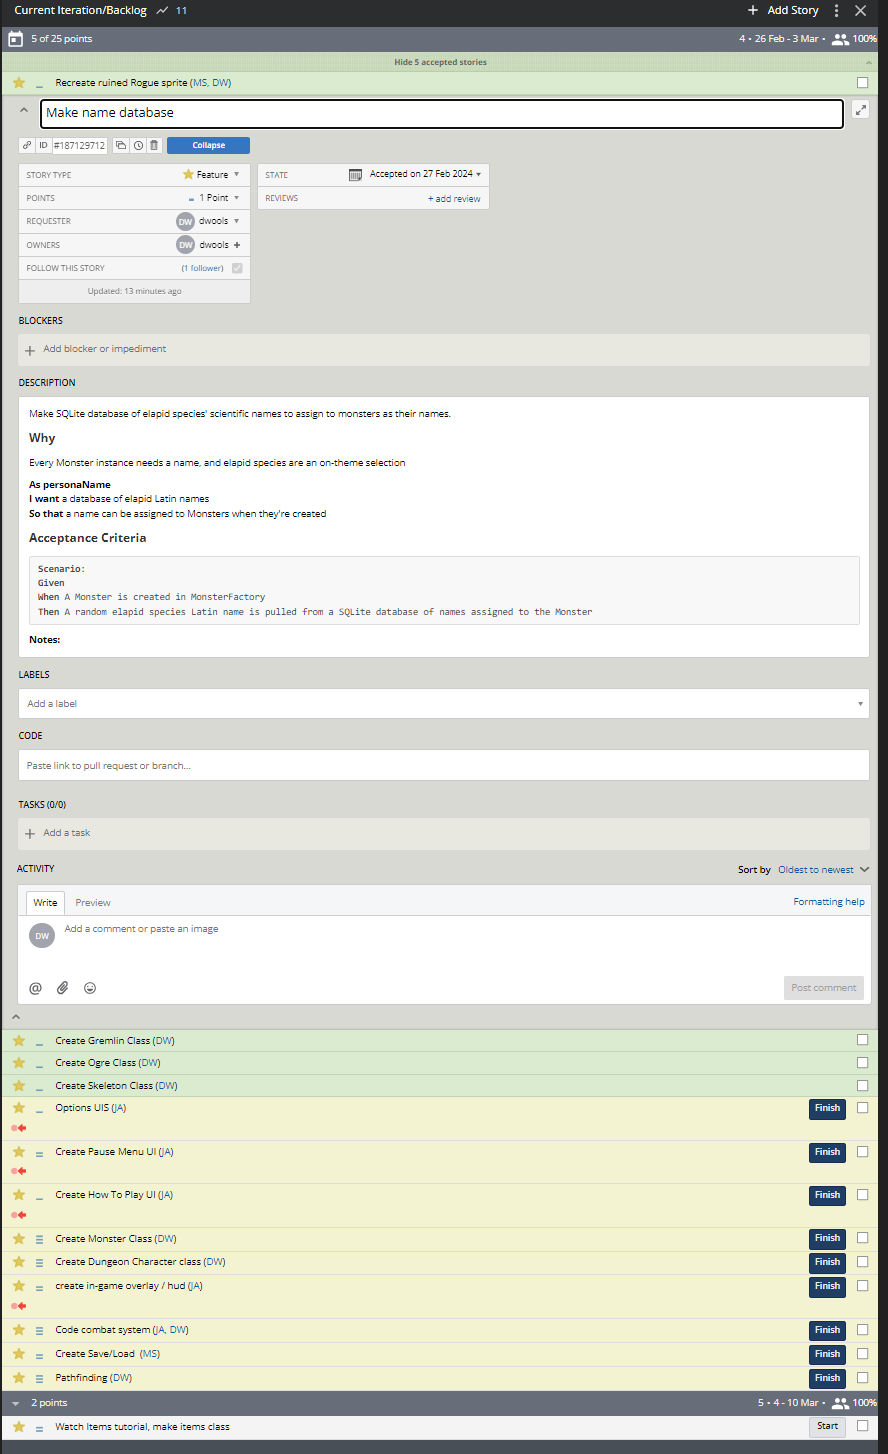 Current Iteration/Backlog 11 + Add Story
5 of 25 points 4 • 26 Feb - 3 Mar • 100%
Hide 5 accepted stories
Recreate ruined Rogue sprite (MS, DW)
Make name database
ID #187129712 Collapse
STORY TYPE Feature
POINTS 1 Point
REQUESTER DW dwools
OWNERS DW dwools +
FOLLOW THIS STORY (1 follower)
Updated: 13 minutes ago
STATE Accepted on 27 Feb 2024
REVIEWS + add review
BLOCKERS
+ Add blocker or impediment
DESCRIPTION
Make SQLite database of elapid species' scientific names to assign to monsters as their names.
Why
Every Monster instance needs a name, and elapid species are an on-theme selection
As personaName
I want a database of elapid Latin names
So that a name can be assigned to Monsters when they're created
Acceptance Criteria
Scenario:
Given
When A Monster is created in MonsterFactory
Then A random elapid species Latin name is pulled from a SQLite database of names assigned to the Monster
Notes:
LABELS
Add a label
CODE
Paste link to pull request or branch...
TASKS (0/0)
+ Add a task
ACTIVITY Sort by Oldest to newest
Write Preview Formatting help
DW Add a comment or paste an image
@ Post comment
Create Gremlin Class (DW)
Create Ogre Class (DW)
Create Skeleton Class (DW)
Options UIS (JA) Finish
Create Pause Menu UI (JA) Finish
Create How To Play UI (JA) Finish
Create Monster Class (DW) Finish
Create Dungeon Character class (DW) Finish
create in-game overlay / hud (JA) Finish
Code combat system (JA, DW) Finish
Create Save/Load (MS) Finish
Pathfinding (DW) Finish
2 points 5 • 4 - 10 Mar • 100%
Watch Items tutorial, make items class Start